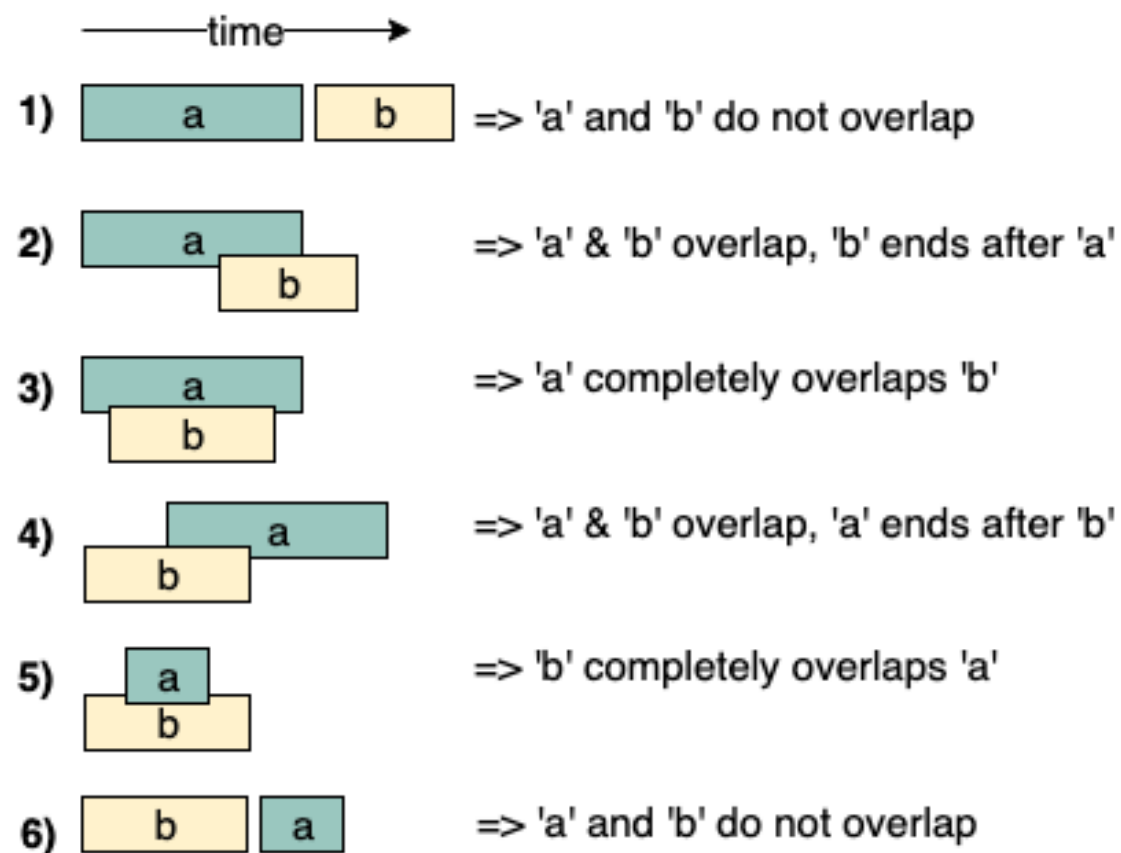 time
1) a b => 'a' and 'b' do not overlap
2) a b => 'a' & 'b' overlap, 'b' ends after 'a'
3) a b => 'a' completely overlaps 'b'
4) a b => 'a' & 'b' overlap, 'a' ends after 'b'
5) a b => 'b' completely overlaps 'a'
6) b a => 'a' and 'b' do not overlap